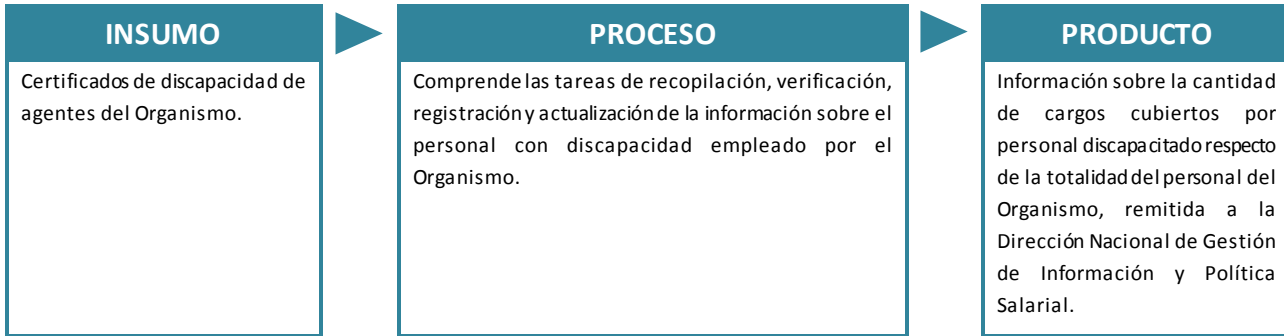 INSUMO
Certificados de discapacidad de
agentes del Organismo.
PROCESO
Comprende las tareas de recopilación, verificación,
registración y actualización de la información sobre el
personal con discapacidad empleado por el
Organismo.
PRODUCTO
Información sobre la cantidad
de cargos cubiertos por
personal discapacitado respecto
de la totalidad del personal del
Organismo, remitida a la
Dirección Nacional de Gestión
de Información y Política
Salarial.